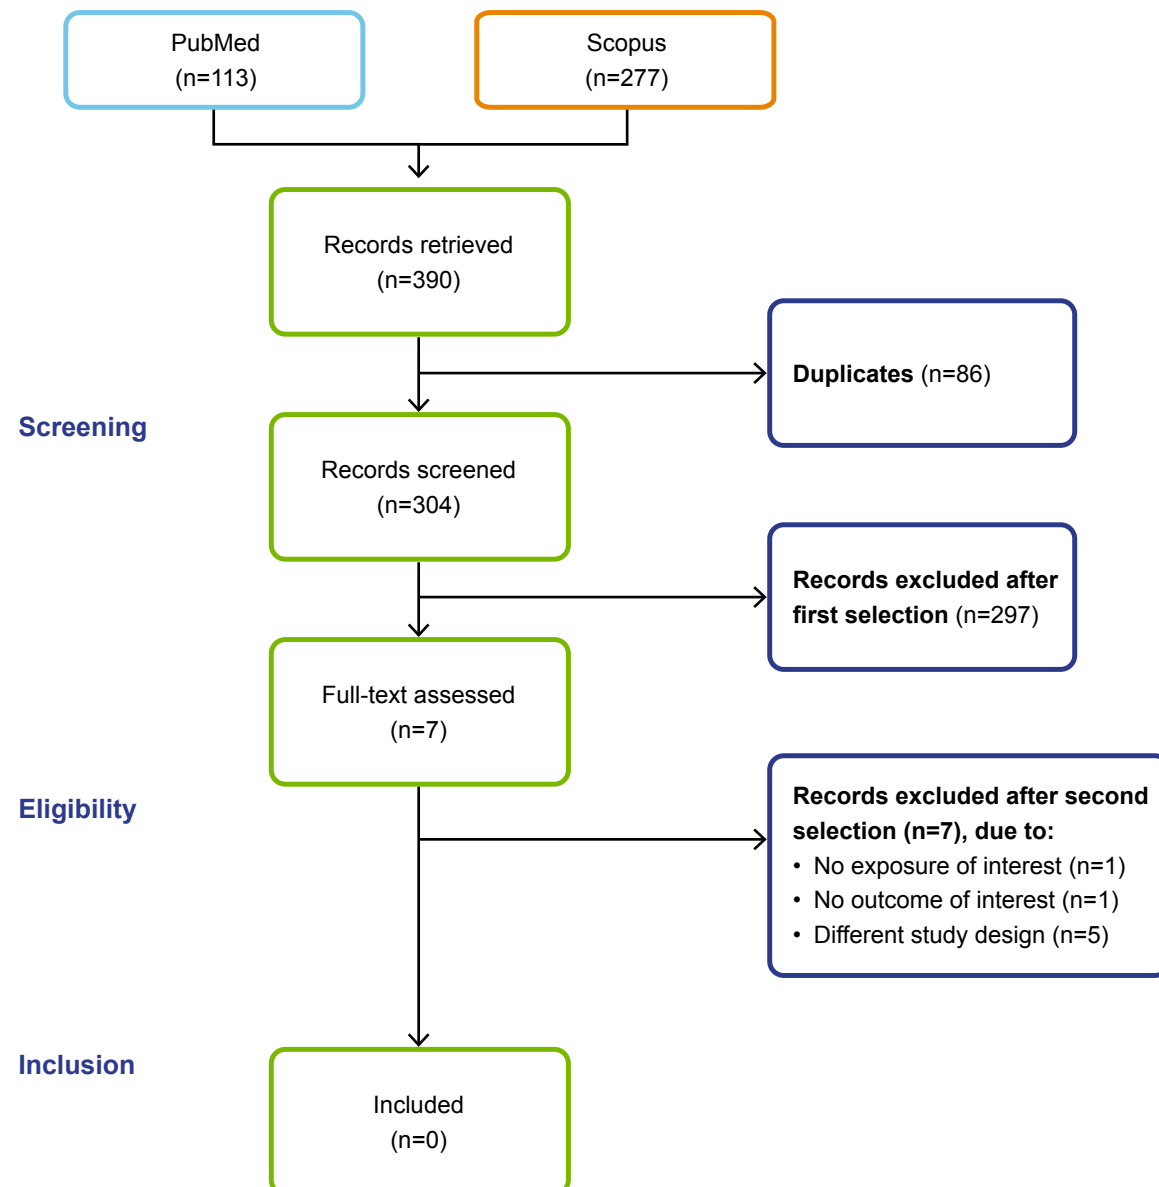 PubMed
(n=113)
Scopus
(n=277)
Records retrieved
(n=390)
Duplicates (n=86)
Screening
Records screened
(n=304)
Records excluded after
first selection (n=297)
Full-text assessed
(n=7)
Eligibility
Records excluded after second
selection (n=7), due to:
• No exposure of interest (n=1)
• No outcome of interest (n=1)
• Different study design (n=5)
Inclusion
Included
(n=0)